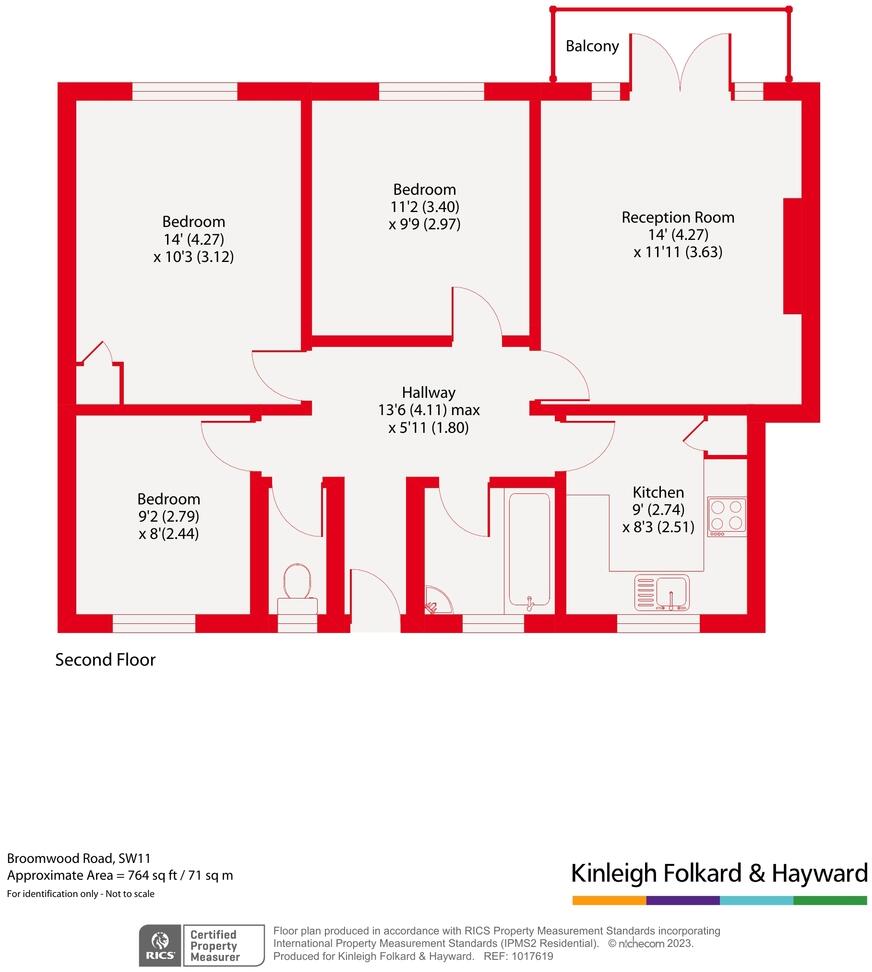 Balcony
Bedroom
14' (4.27)
x 10'3 (3.12)
Bedroom
11'2 (3.40)
x 9'9 (2.97)
Reception Room
14' (4.27)
x 11'11 (3.63)
Hallway
13'6 (4.11) max
x 5'11 (1.80)
Bedroom
9'2 (2.79)
x 8'(2.44)
Kitchen
9' (2.74)
x 8'3 (2.51)
Second Floor
Broomwood Road, SW11
Approximate Area = 764 sq ft / 71 sq m
For identification only - Not to scale
Kinleigh Folkard & Hayward
RICS
Certified
Property
Measurer
Floor plan produced in accordance with RICS Property Measurement Standards incorporating
International Property Measurement Standards (IPMS2 Residential). © nichecom 2023.
Produced for Kinleigh Folkard & Hayward. REF: 1017619